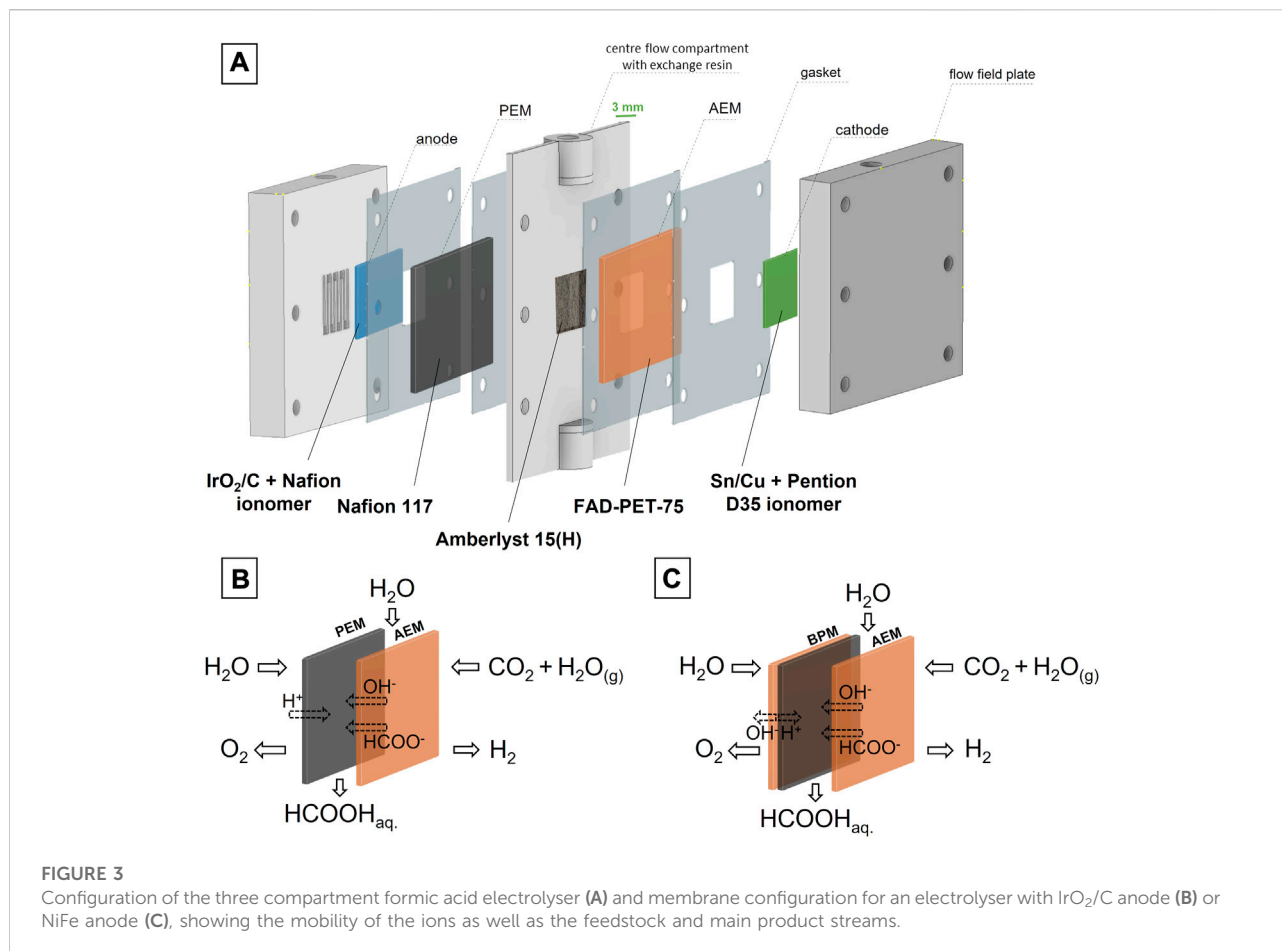 A
centre flow compartment
with exchange resin
gasket
flow field plate
3 mm
PEM
AEM
anode
cathode
IrO₂/C + Nafion
ionomer
Nafion 117
Amberlyst 15(H)
FAD-PET-75
Sn/Cu + Pention
D35 ionomer
B
H₂O
PEM
AEM
H₂O
CO₂ + H₂O(g)
OH⁻
H⁺
HCOO⁻
O₂
H₂
HCOOHaq.
C
H₂O
BPM
AEM
H₂O
CO₂ + H₂O(g)
OH⁻
OH⁻ H⁺
HCOO⁻
O₂
H₂
HCOOHaq.
FIGURE 3
Configuration of the three compartment formic acid electrolyser (A) and membrane configuration for an electrolyser with IrO₂/C anode (B) or
NiFe anode (C), showing the mobility of the ions as well as the feedstock and main product streams.